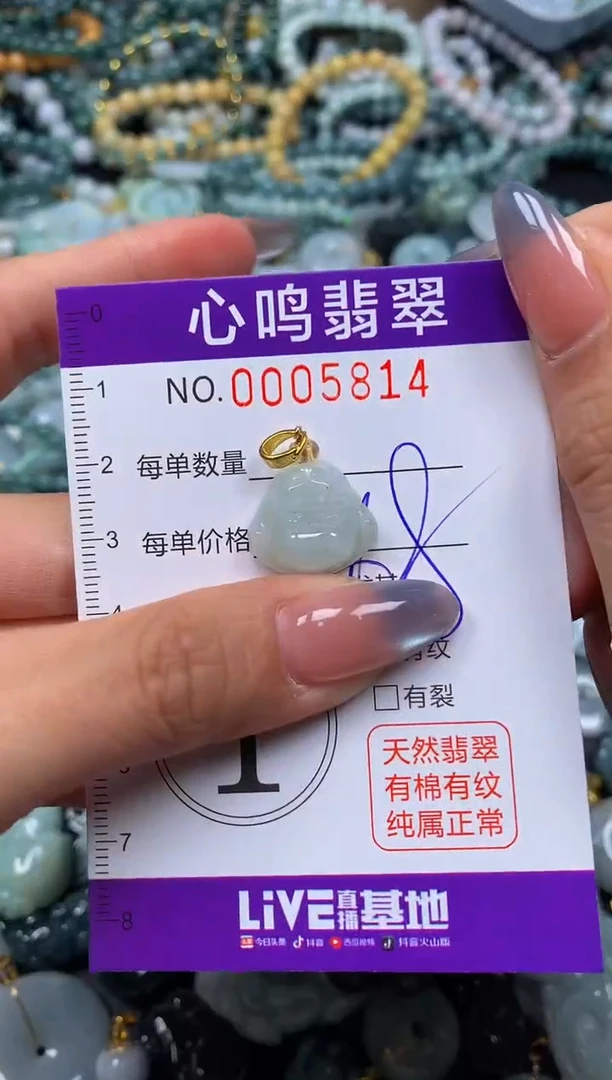 心鸣翡翠
0
1
NO.0005814
2
每单数量
3
每单价格
4
有纹
□有裂
1
天然翡翠
有棉有纹
纯属正常
7
LiVE直播基地
8
今日头条 抖音 西瓜视频 抖音火山版